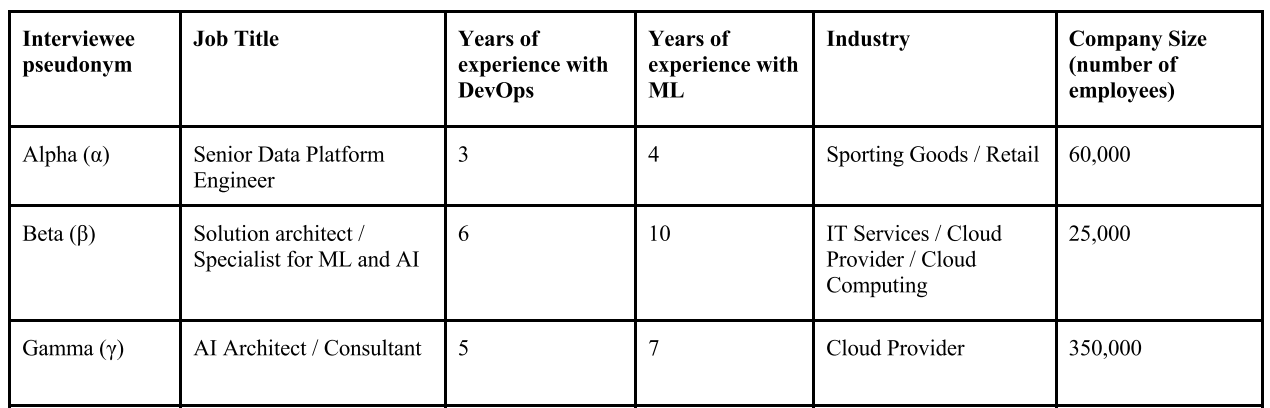 Interviewee pseudonym | Job Title | Years of experience with DevOps | Years of experience with ML | Industry | Company Size (number of employees)
Alpha (α) | Senior Data Platform Engineer | 3 | 4 | Sporting Goods / Retail | 60,000
Beta (β) | Solution architect / Specialist for ML and AI | 6 | 10 | IT Services / Cloud Provider / Cloud Computing | 25,000
Gamma (γ) | AI Architect / Consultant | 5 | 7 | Cloud Provider | 350,000